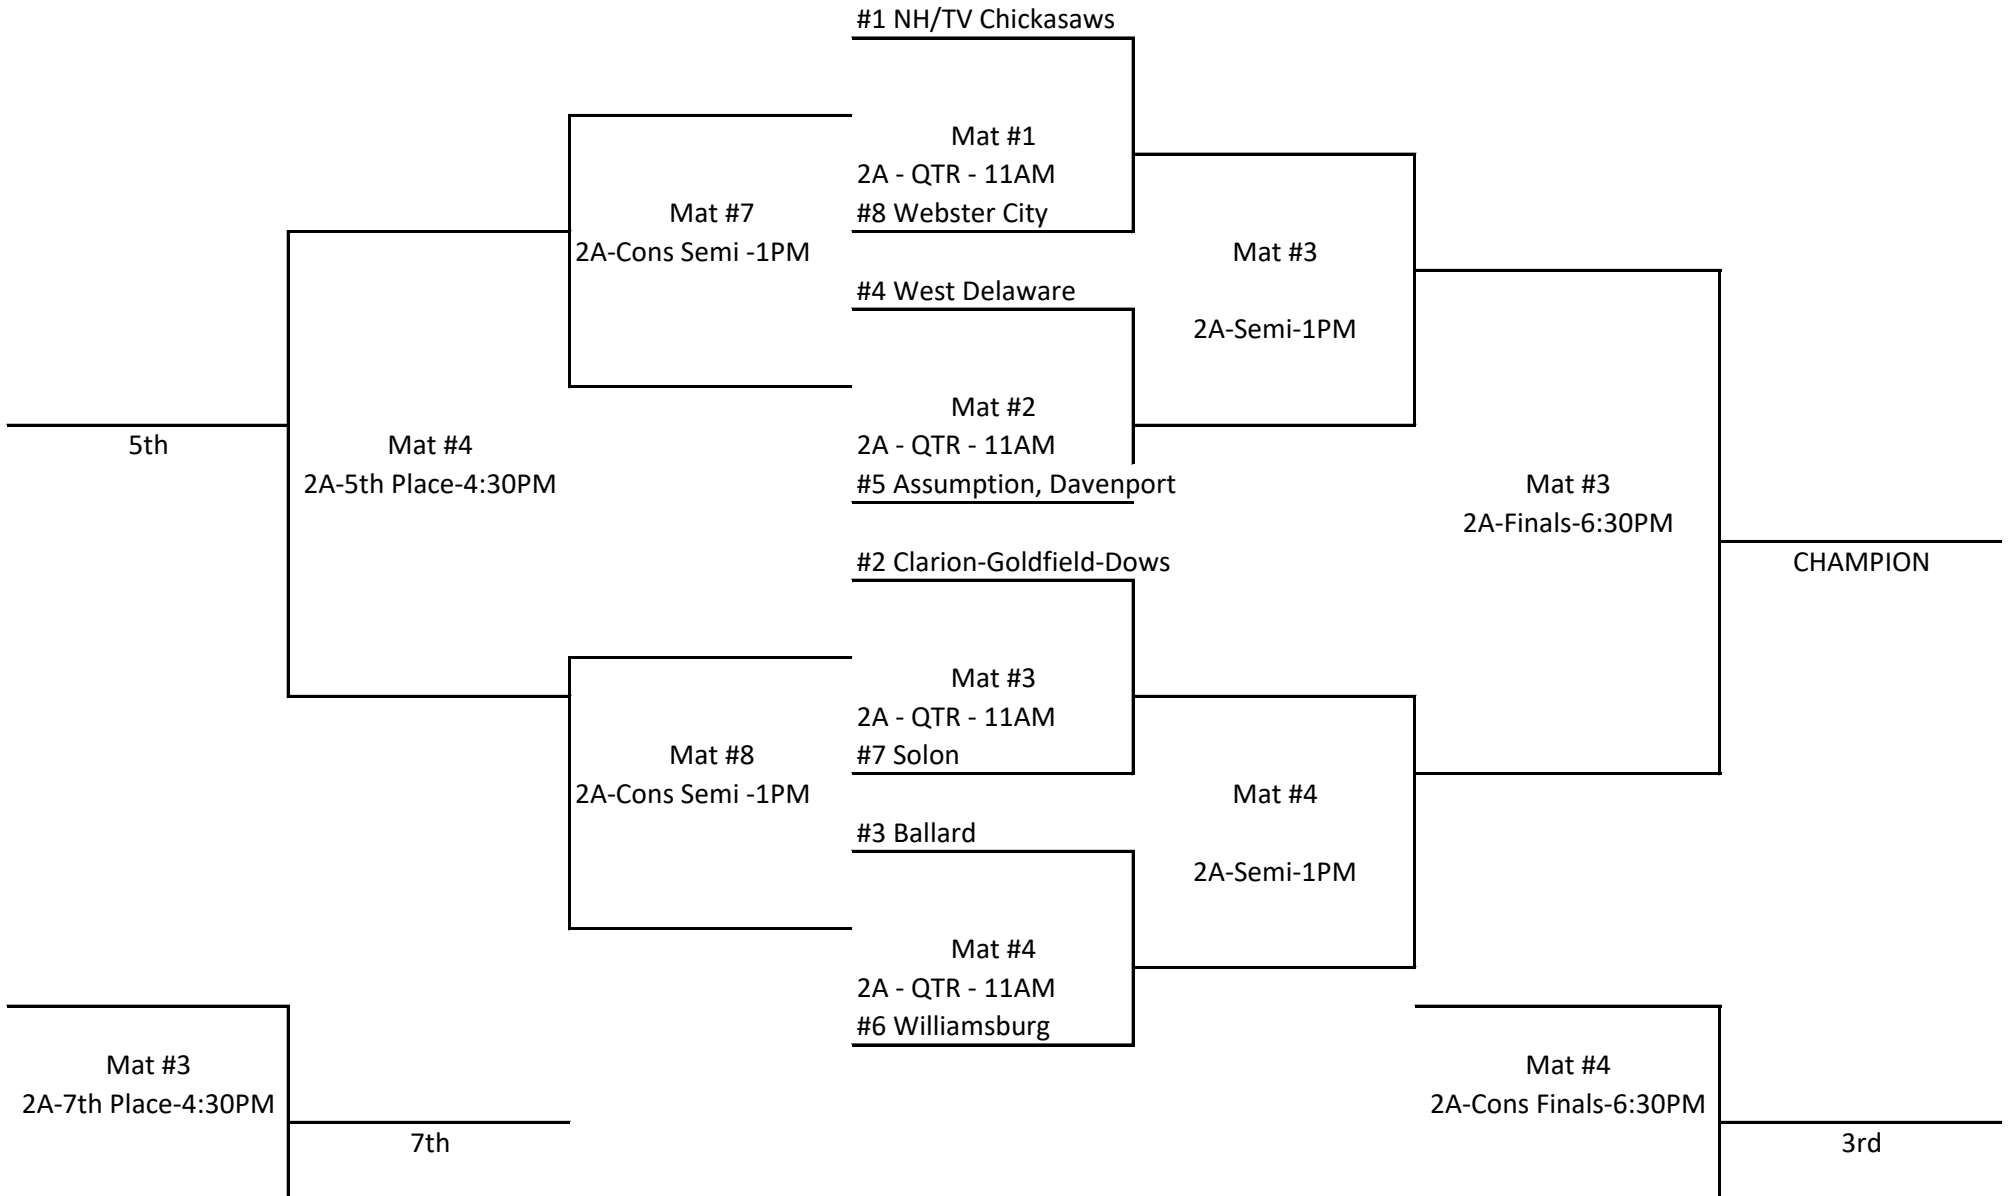 #1 NH/TV Chickasaws
Mat #1
2A - QTR - 11AM
Mat #7
#8 Webster City
2A-Cons Semi -1PM
Mat #3
#4 West Delaware
2A-Semi-1PM
Mat #2
5th
Mat #4
2A - QTR - 11AM
2A-5th Place-4:30PM
#5 Assumption, Davenport
Mat #3
2A-Finals-6:30PM
#2 Clarion-Goldfield-Dows
CHAMPION
Mat #3
2A - QTR - 11AM
Mat #8
#7 Solon
2A-Cons Semi -1PM
Mat #4
#3 Ballard
2A-Semi-1PM
Mat #4
2A - QTR - 11AM
#6 Williamsburg
Mat #3
Mat #4
2A-7th Place-4:30PM
2A-Cons Finals-6:30PM
7th
3rd